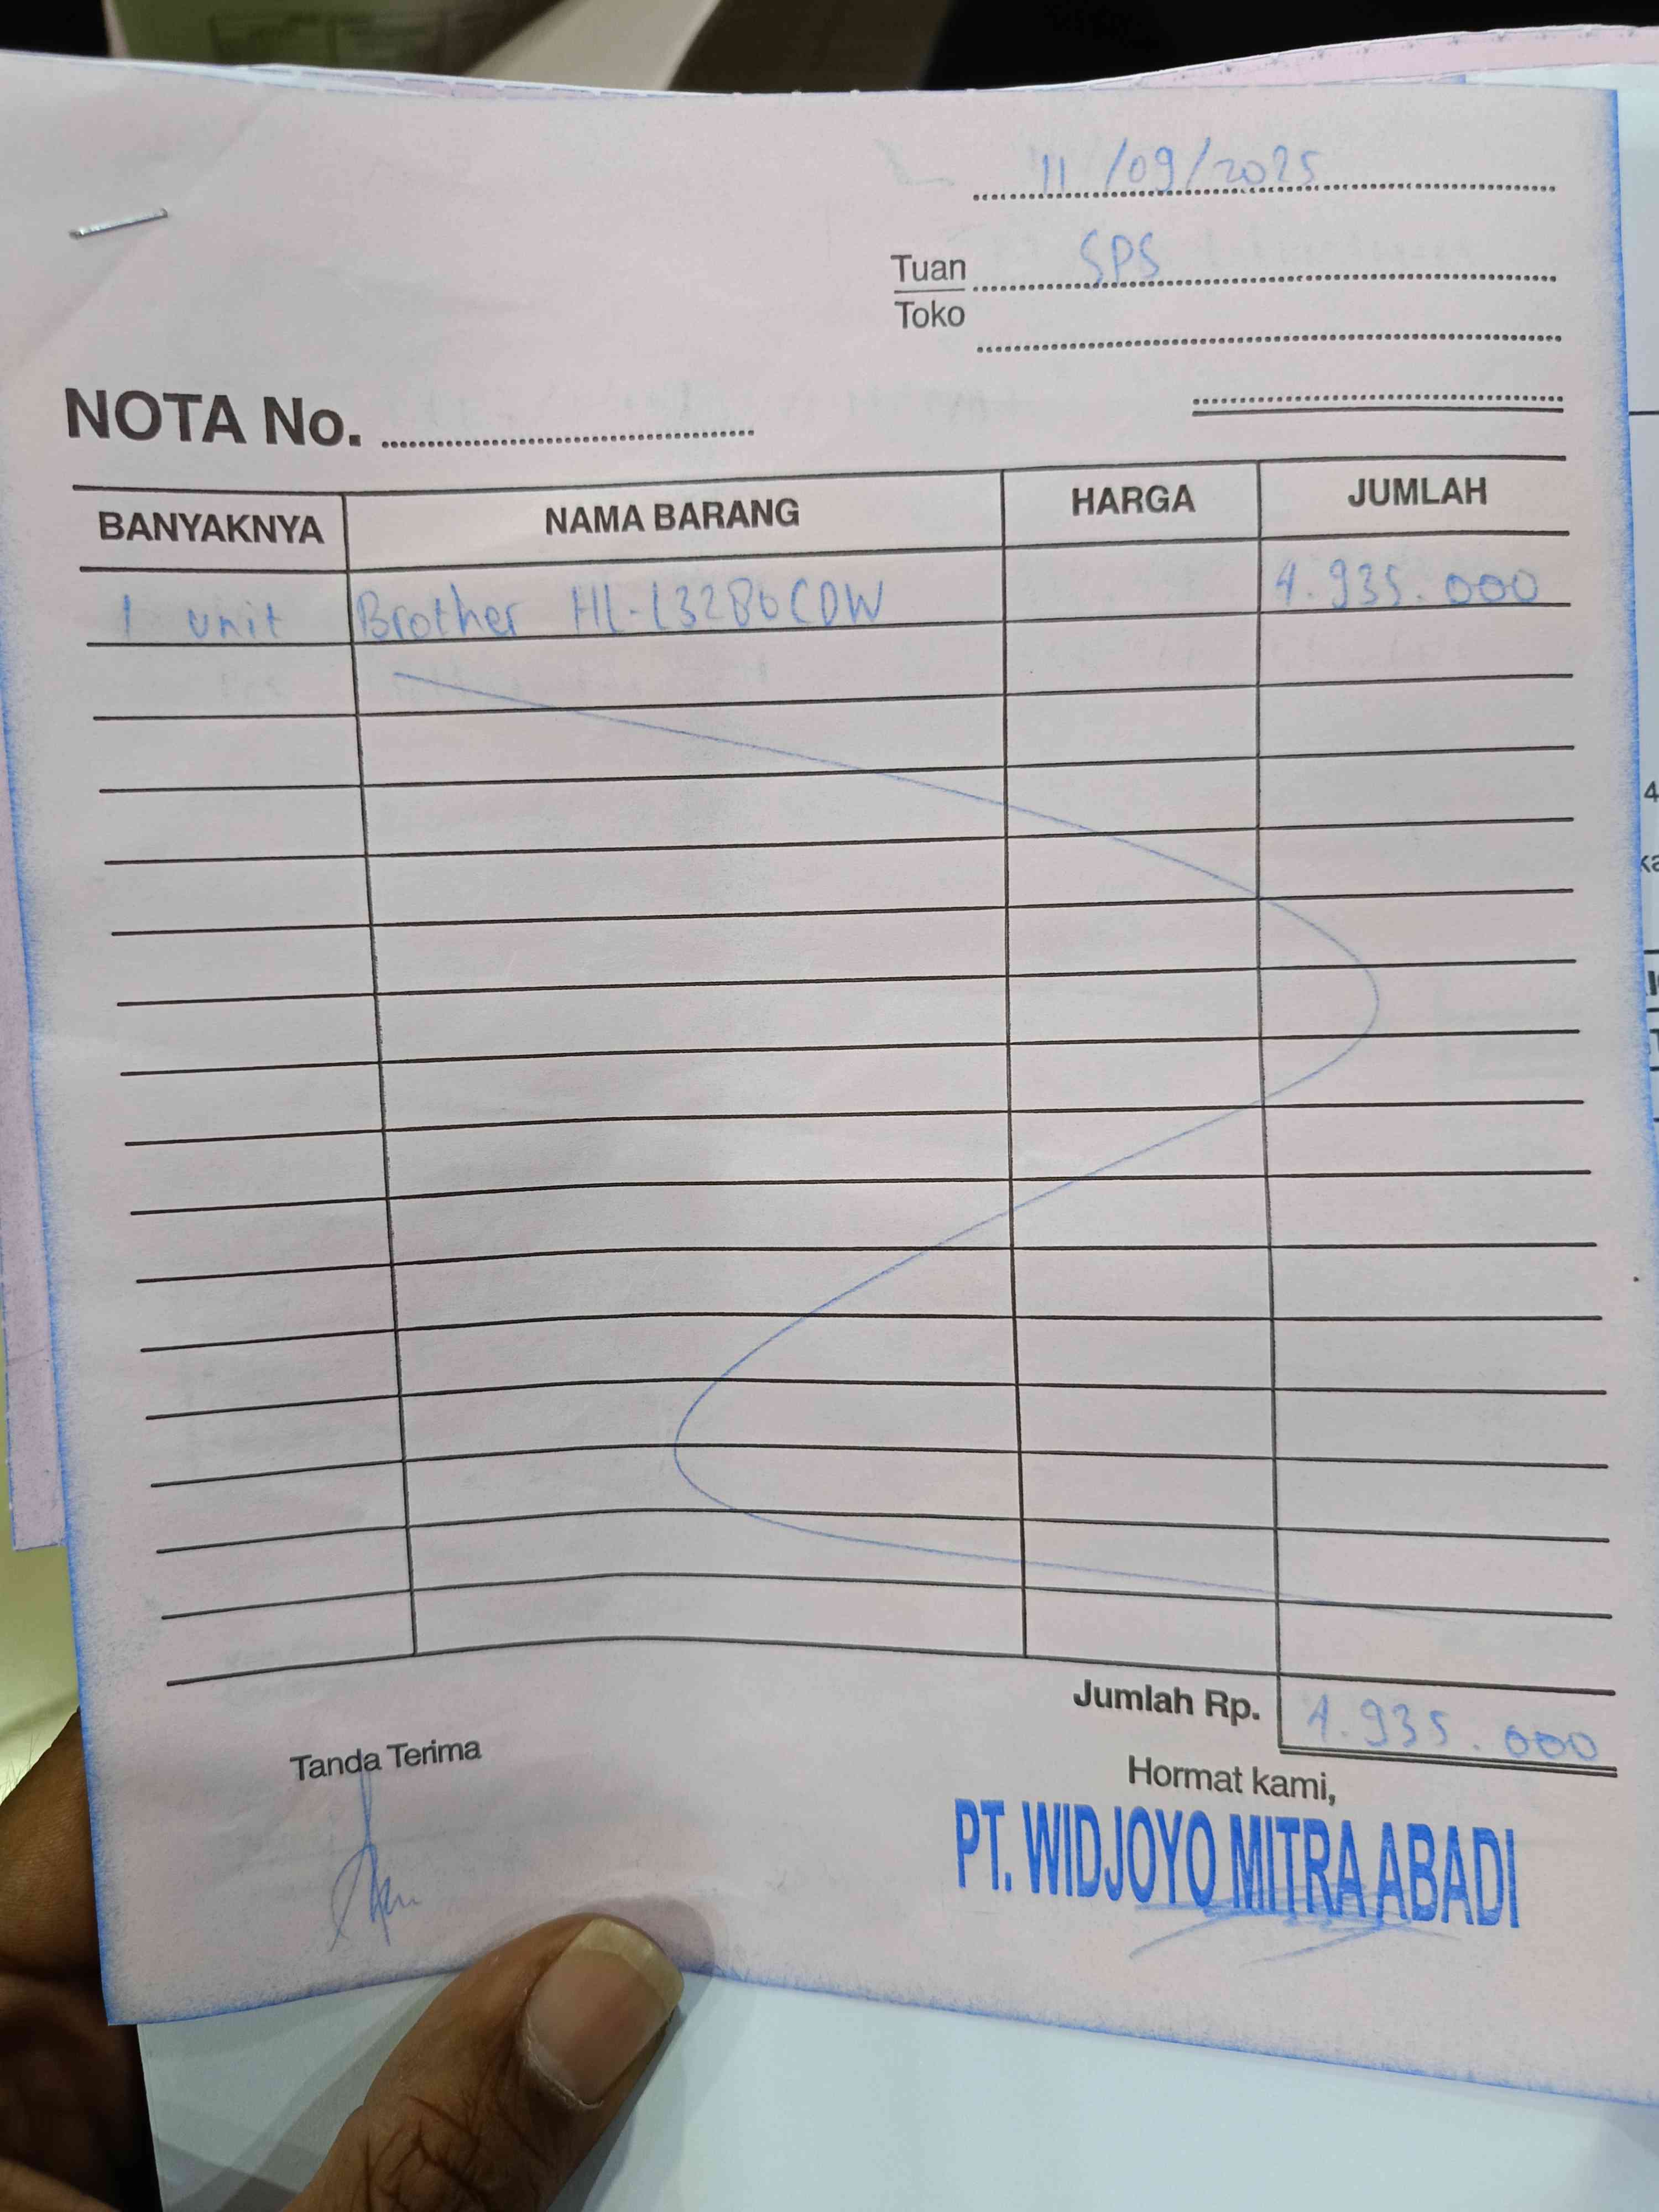 11/09/2025
Tuan SPS
Toko
NOTA No.
BANYAKNYA NAMA BARANG HARGA JUMLAH
1 unit Brother HL-L3280CDW 4.935.000
Jumlah Rp. 4.935.000
Tanda Terima
Hormat kami,
PT. WIDJOYO MITRA ABADI